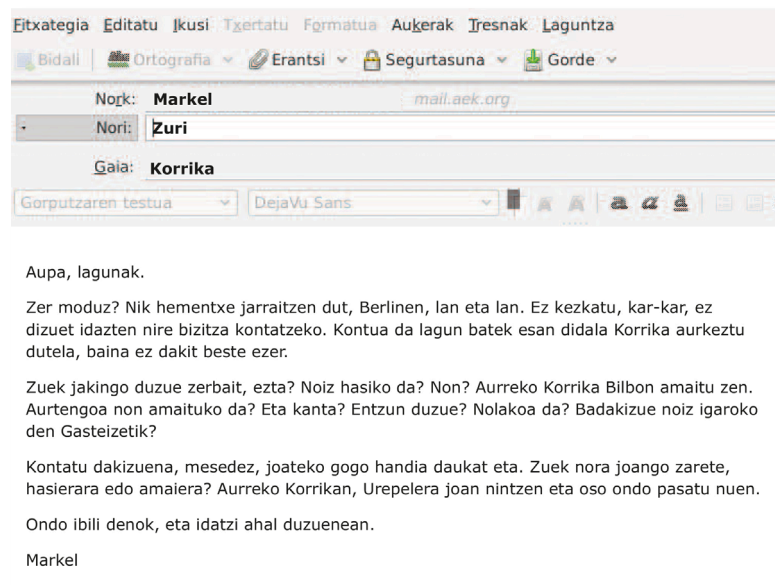 Fitxategia Editatu Ikusi Txertatu Formatua Aukerak Tresnak Laguntza
Bidali Ortografia Erantsi Segurtasuna Gorde
Nork: Markel mail.aek.org
Nori: Zuri
Gaia: Korrika
Gorputzaren testua DejaVu Sans a a a
Aupa, lagunak.
Zer moduz? Nik hementxe jarraitzen dut, Berlinen, lan eta lan. Ez kezkatu, kar-kar, ez
dizuet idazten nire bizitza kontatzeko. Kontua da lagun batek esan didala Korrika aurkeztu
dutela, baina ez dakit beste ezer.
Zuek jakingo duzue zerbait, ezta? Noiz hasiko da? Non? Aurreko Korrika Bilbon amaitu zen.
Aurtengoa non amaituko da? Eta kanta? Entzun duzue? Nolakoa da? Badakizue noiz igaroko
den Gasteizetik?
Kontatu dakizuena, mesedez, joateko gogo handia daukat eta. Zuek nora joango zarete,
hasierara edo amaiera? Aurreko Korrikan, Urepelera joan nintzen eta oso ondo pasatu nuen.
Ondo ibili denok, eta idatzi ahal duzuenean.
Markel